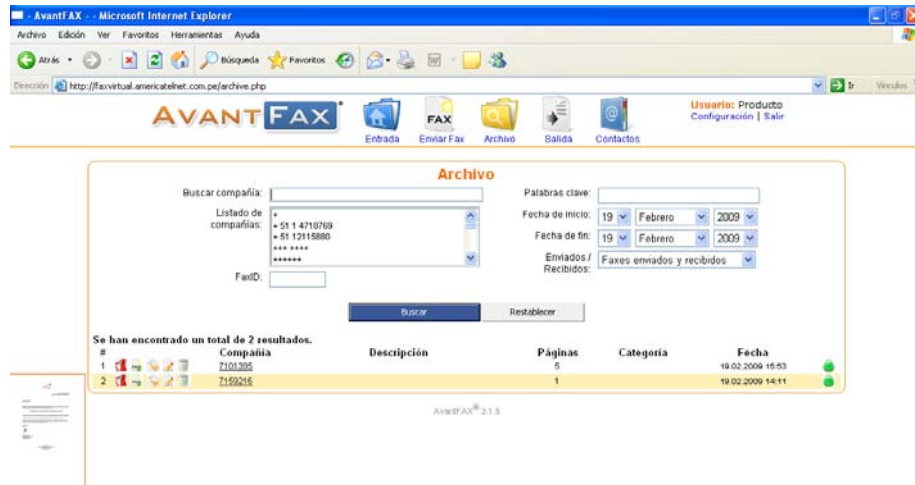 - AvantFAX - - Microsoft Internet Explorer
Archivo Edición Ver Favoritos Herramientas Ayuda
Atrás Búsqueda Favoritos
Dirección http://faxvirtual.americatelnet.com.pe/archive.php Ir Vínculos
AVANTFAX
FAX
Entrada Enviar Fax Archivo Salida Contactos
Usuario: Producto
Configuración | Salir
Archivo
Buscar compañía: Palabras clave:
Listado de compañías: + Fecha de inicio: 19 Febrero 2009
+ 51 1 4718769
+ 51 12115880 Fecha de fin: 19 Febrero 2009
+++ ++++
++++++ Enviados / Recibidos: Faxes enviados y recibidos
FaxID:
Buscar Restablecer
Se han encontrado un total de 2 resultados.
# Compañía Descripción Páginas Categoría Fecha
1 7101385 5 19.02.2009 15:53
2 7159216 1 19.02.2009 14:11
AvantFAX® 3.1.5